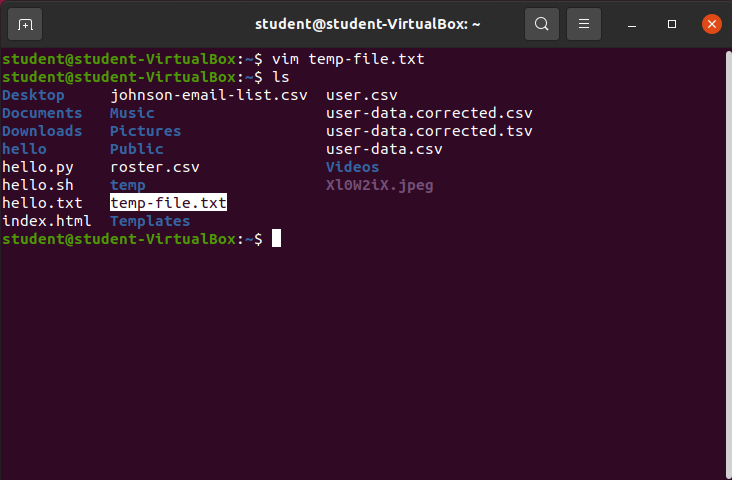 student@student-VirtualBox: ~
student@student-VirtualBox:~$ vim temp-file.txt
student@student-VirtualBox:~$ ls
Desktop    johnson-email-list.csv  user.csv
Documents  Music                   user-data.corrected.csv
Downloads  Pictures                user-data.corrected.tsv
hello      Public                  user-data.csv
hello.py   roster.csv              Videos
hello.sh   temp                    Xl0W2iX.jpeg
hello.txt  temp-file.txt
index.html Templates
student@student-VirtualBox:~$